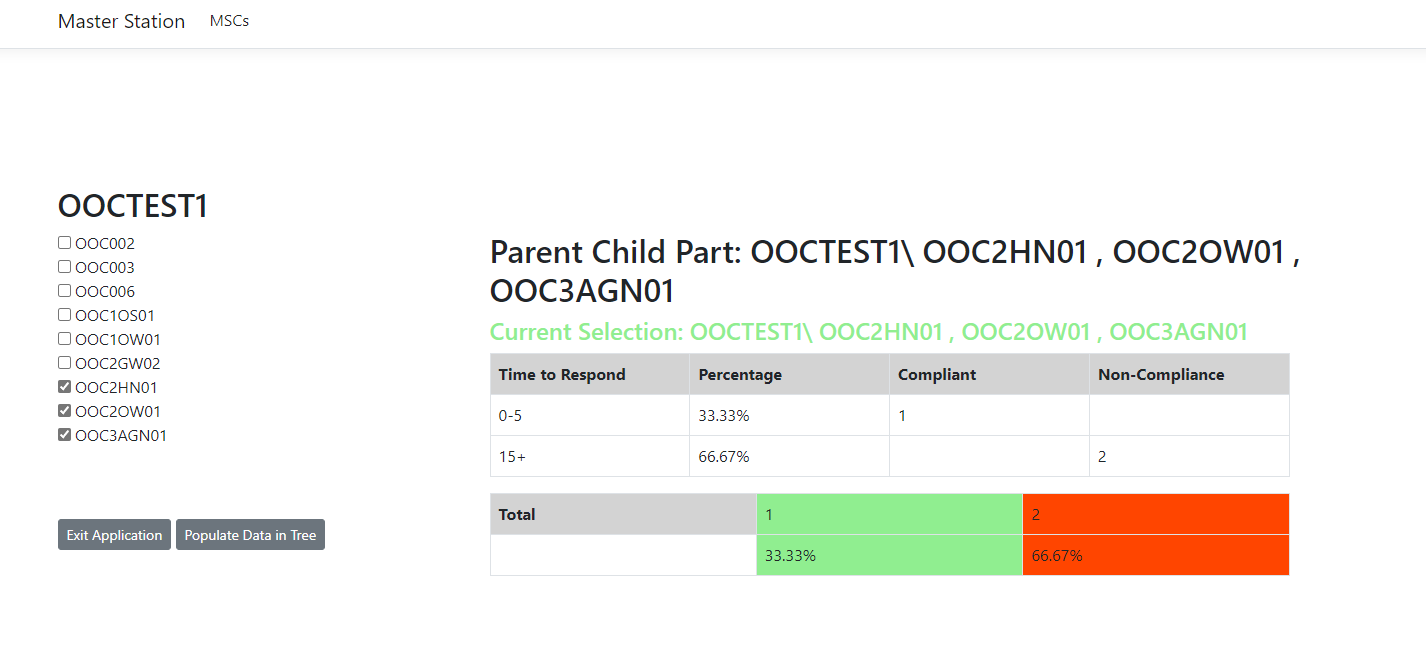 Master Station MSCs
OOCTEST1
OOC002
OOC003
OOC006
OOC1OS01
OOC1OW01
OOC2GW02
OOC2HN01
OOC2OW01
OOC3AGN01
Exit Application Populate Data in Tree
Parent Child Part: OOCTEST1\ OOC2HN01 , OOC2OW01 ,
OOC3AGN01
Current Selection: OOCTEST1\ OOC2HN01 , OOC2OW01 , OOC3AGN01
Time to Respond Percentage Compliant Non-Compliance
0-5 33.33% 1
15+ 66.67% 2
Total 1 2
33.33% 66.67%